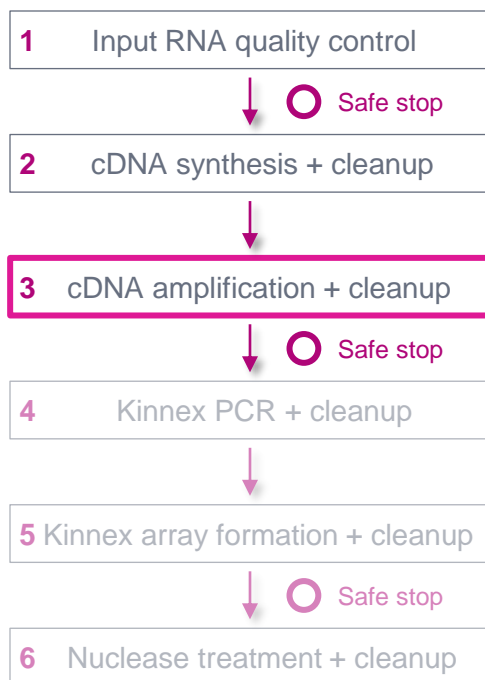 1 Input RNA quality control
Safe stop
2 cDNA synthesis + cleanup
3 cDNA amplification + cleanup
Safe stop
4 Kinnex PCR + cleanup
5 Kinnex array formation + cleanup
Safe stop
6 Nuclease treatment + cleanup